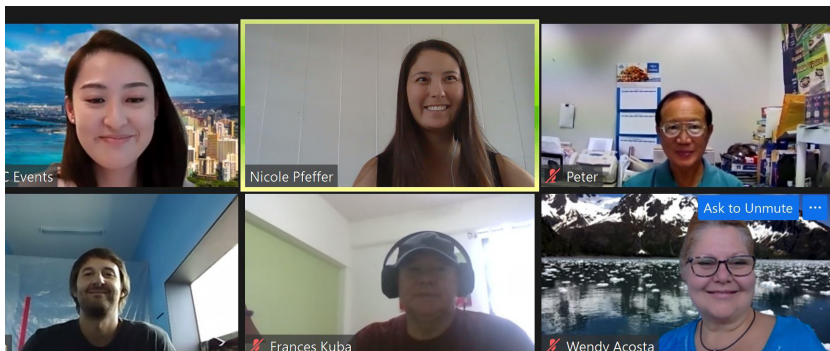 C Events
Nicole Pfeffer
Peter
Ask to Unmute
Frances Kuba
Wendy Acosta